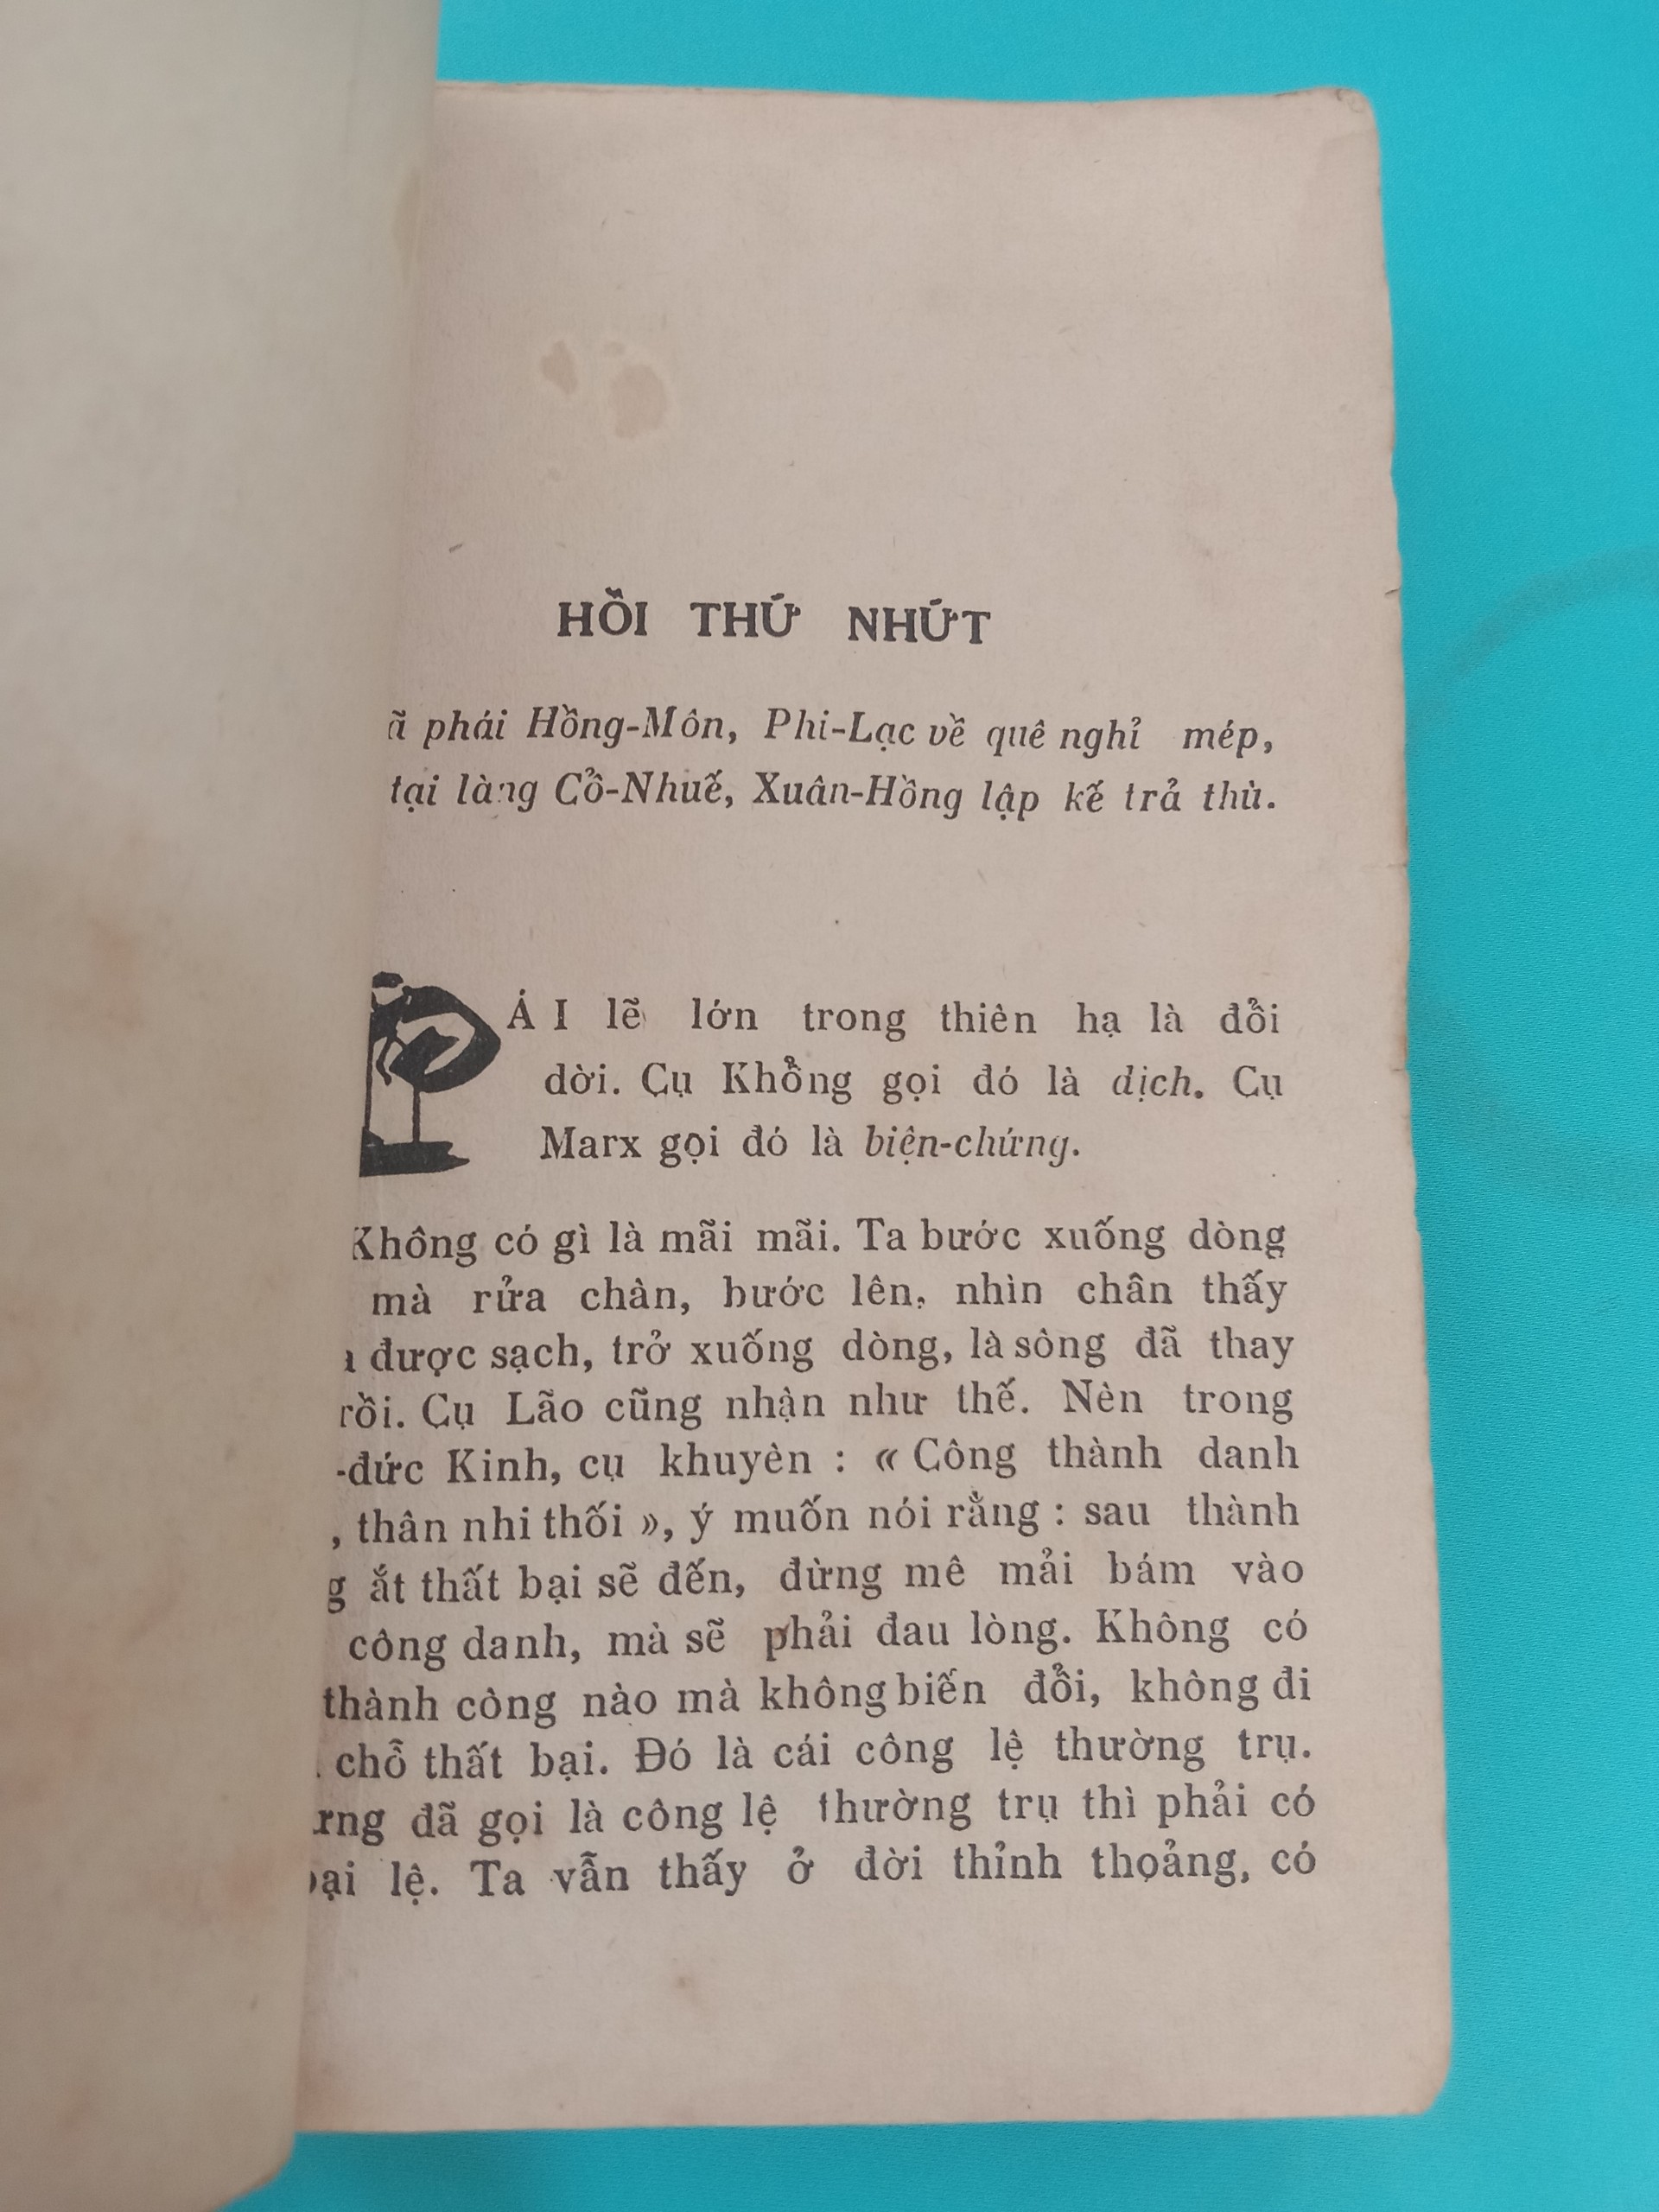 HỒI THỨ NHỨT
phái Hồng-Môn, Phi-Lạc về quê nghỉ mép,
tại làng Cổ-Nhuế, Xuân-Hồng lập kế trả thù.
ÁI lẽ lớn trong thiên hạ là đổi
dời. Cụ Khổng gọi đó là dịch. Cụ
Marx gọi đó là biện-chứng.
Không có gì là mãi mãi. Ta bước xuống dòng
mà rửa chân, bước lên, nhìn chân thấy
được sạch, trở xuống dòng, là sông đã thay
rồi. Cụ Lão cũng nhận như thế. Nên trong
-đức Kinh, cụ khuyên : « Công thành danh
, thân nhi thối », ý muốn nói rằng : sau thành
ắt thất bại sẽ đến, đừng mê mải bám vào
công danh, mà sẽ phải đau lòng. Không có
thành công nào mà không biến đổi, không đi
chỗ thất bại. Đó là cái công lệ thường trụ.
đã gọi là công lệ thường trụ thì phải có
lệ. Ta vẫn thấy ở đời thỉnh thoảng, có